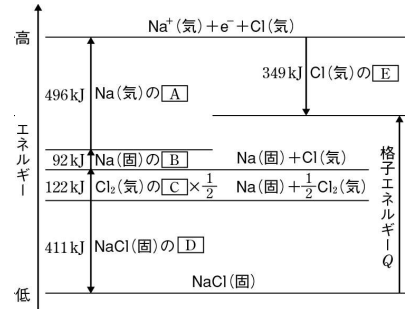 高
Na⁺(気)+e⁻+Cl(気)
349kJ Cl(気)の E
496kJ Na(気)の A
エネルギー
92kJ Na(固)の B
Na(固)+Cl(気)
122kJ Cl₂(気)の C ×1/2
Na(固)+1/2Cl₂(気)
格子エネルギーQ
411kJ NaCl(固)の D
NaCl(固)
低